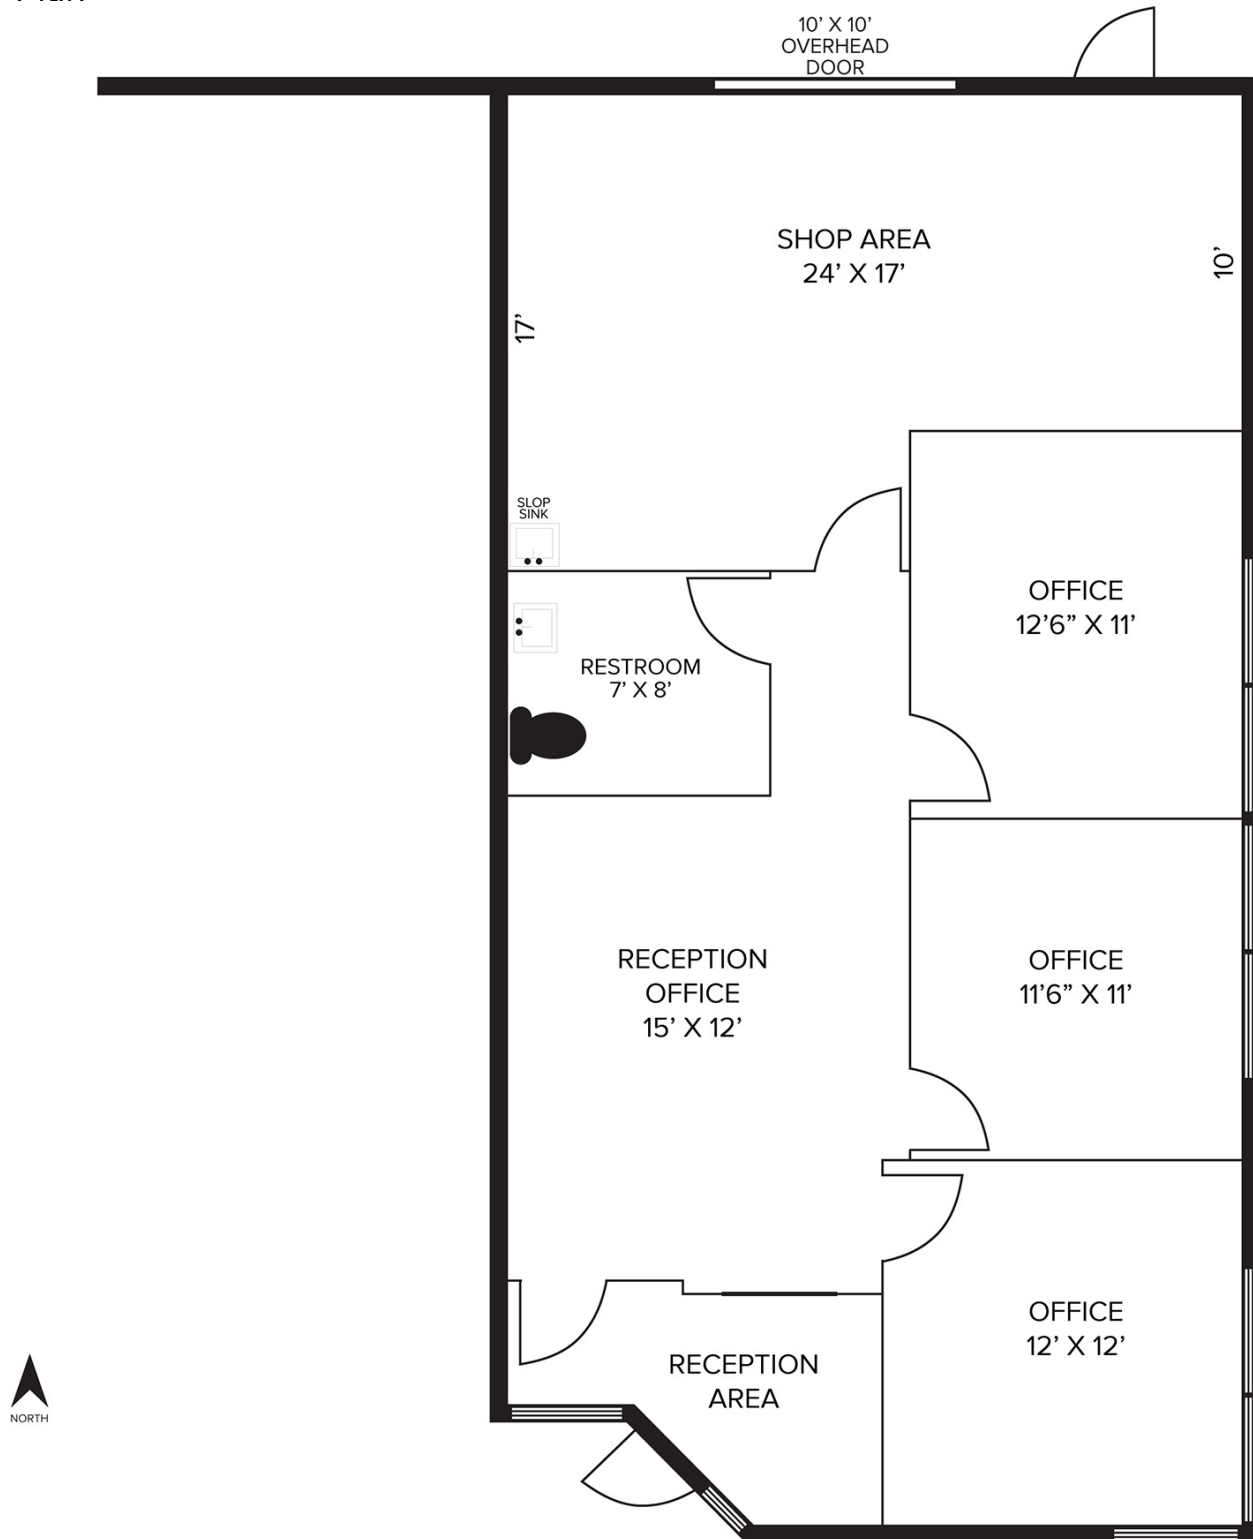 10’ X 10’
OVERHEAD
DOOR
SHOP AREA
24’ X 17’
10’
17’
SLOP
SINK
OFFICE
12’6” X 11’
RESTROOM
7’ X 8’
RECEPTION
OFFICE
15’ X 12’
OFFICE
11’6” X 11’
OFFICE
12’ X 12’
RECEPTION
AREA
NORTH